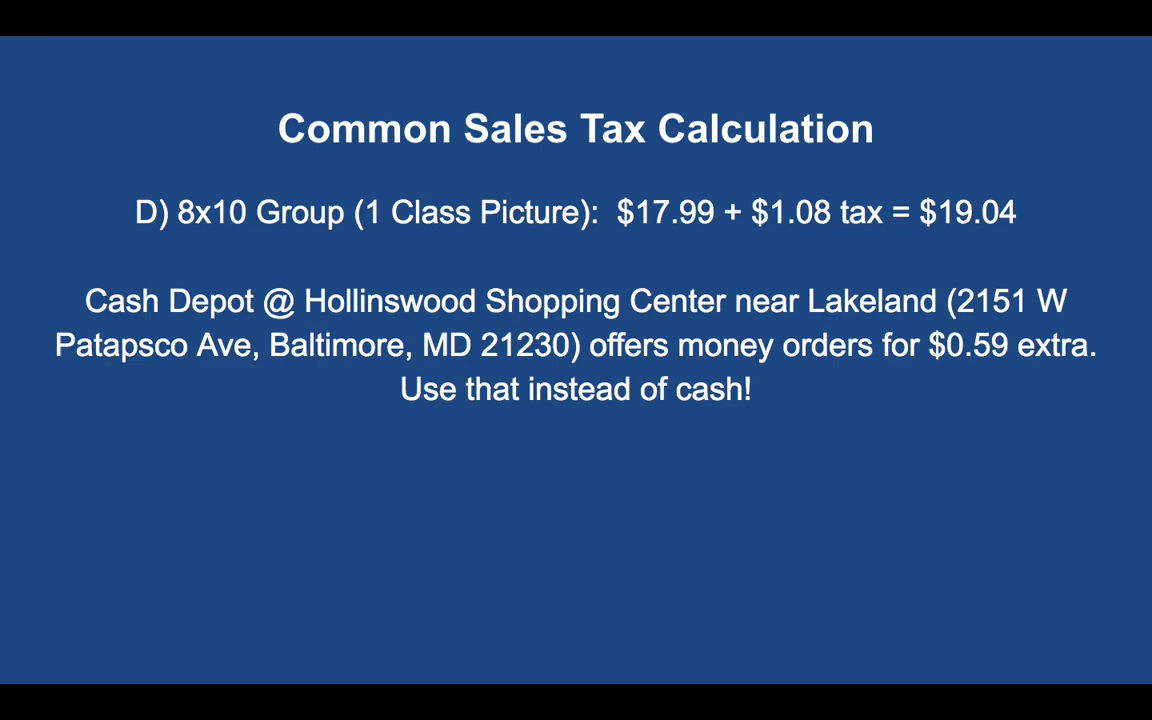 Common Sales Tax Calculation
D) 8x10 Group (1 Class Picture):  $17.99 + $1.08 tax = $19.04
Cash Depot @ Hollinswood Shopping Center near Lakeland (2151 W
Patapsco Ave, Baltimore, MD 21230) offers money orders for $0.59 extra.
Use that instead of cash!